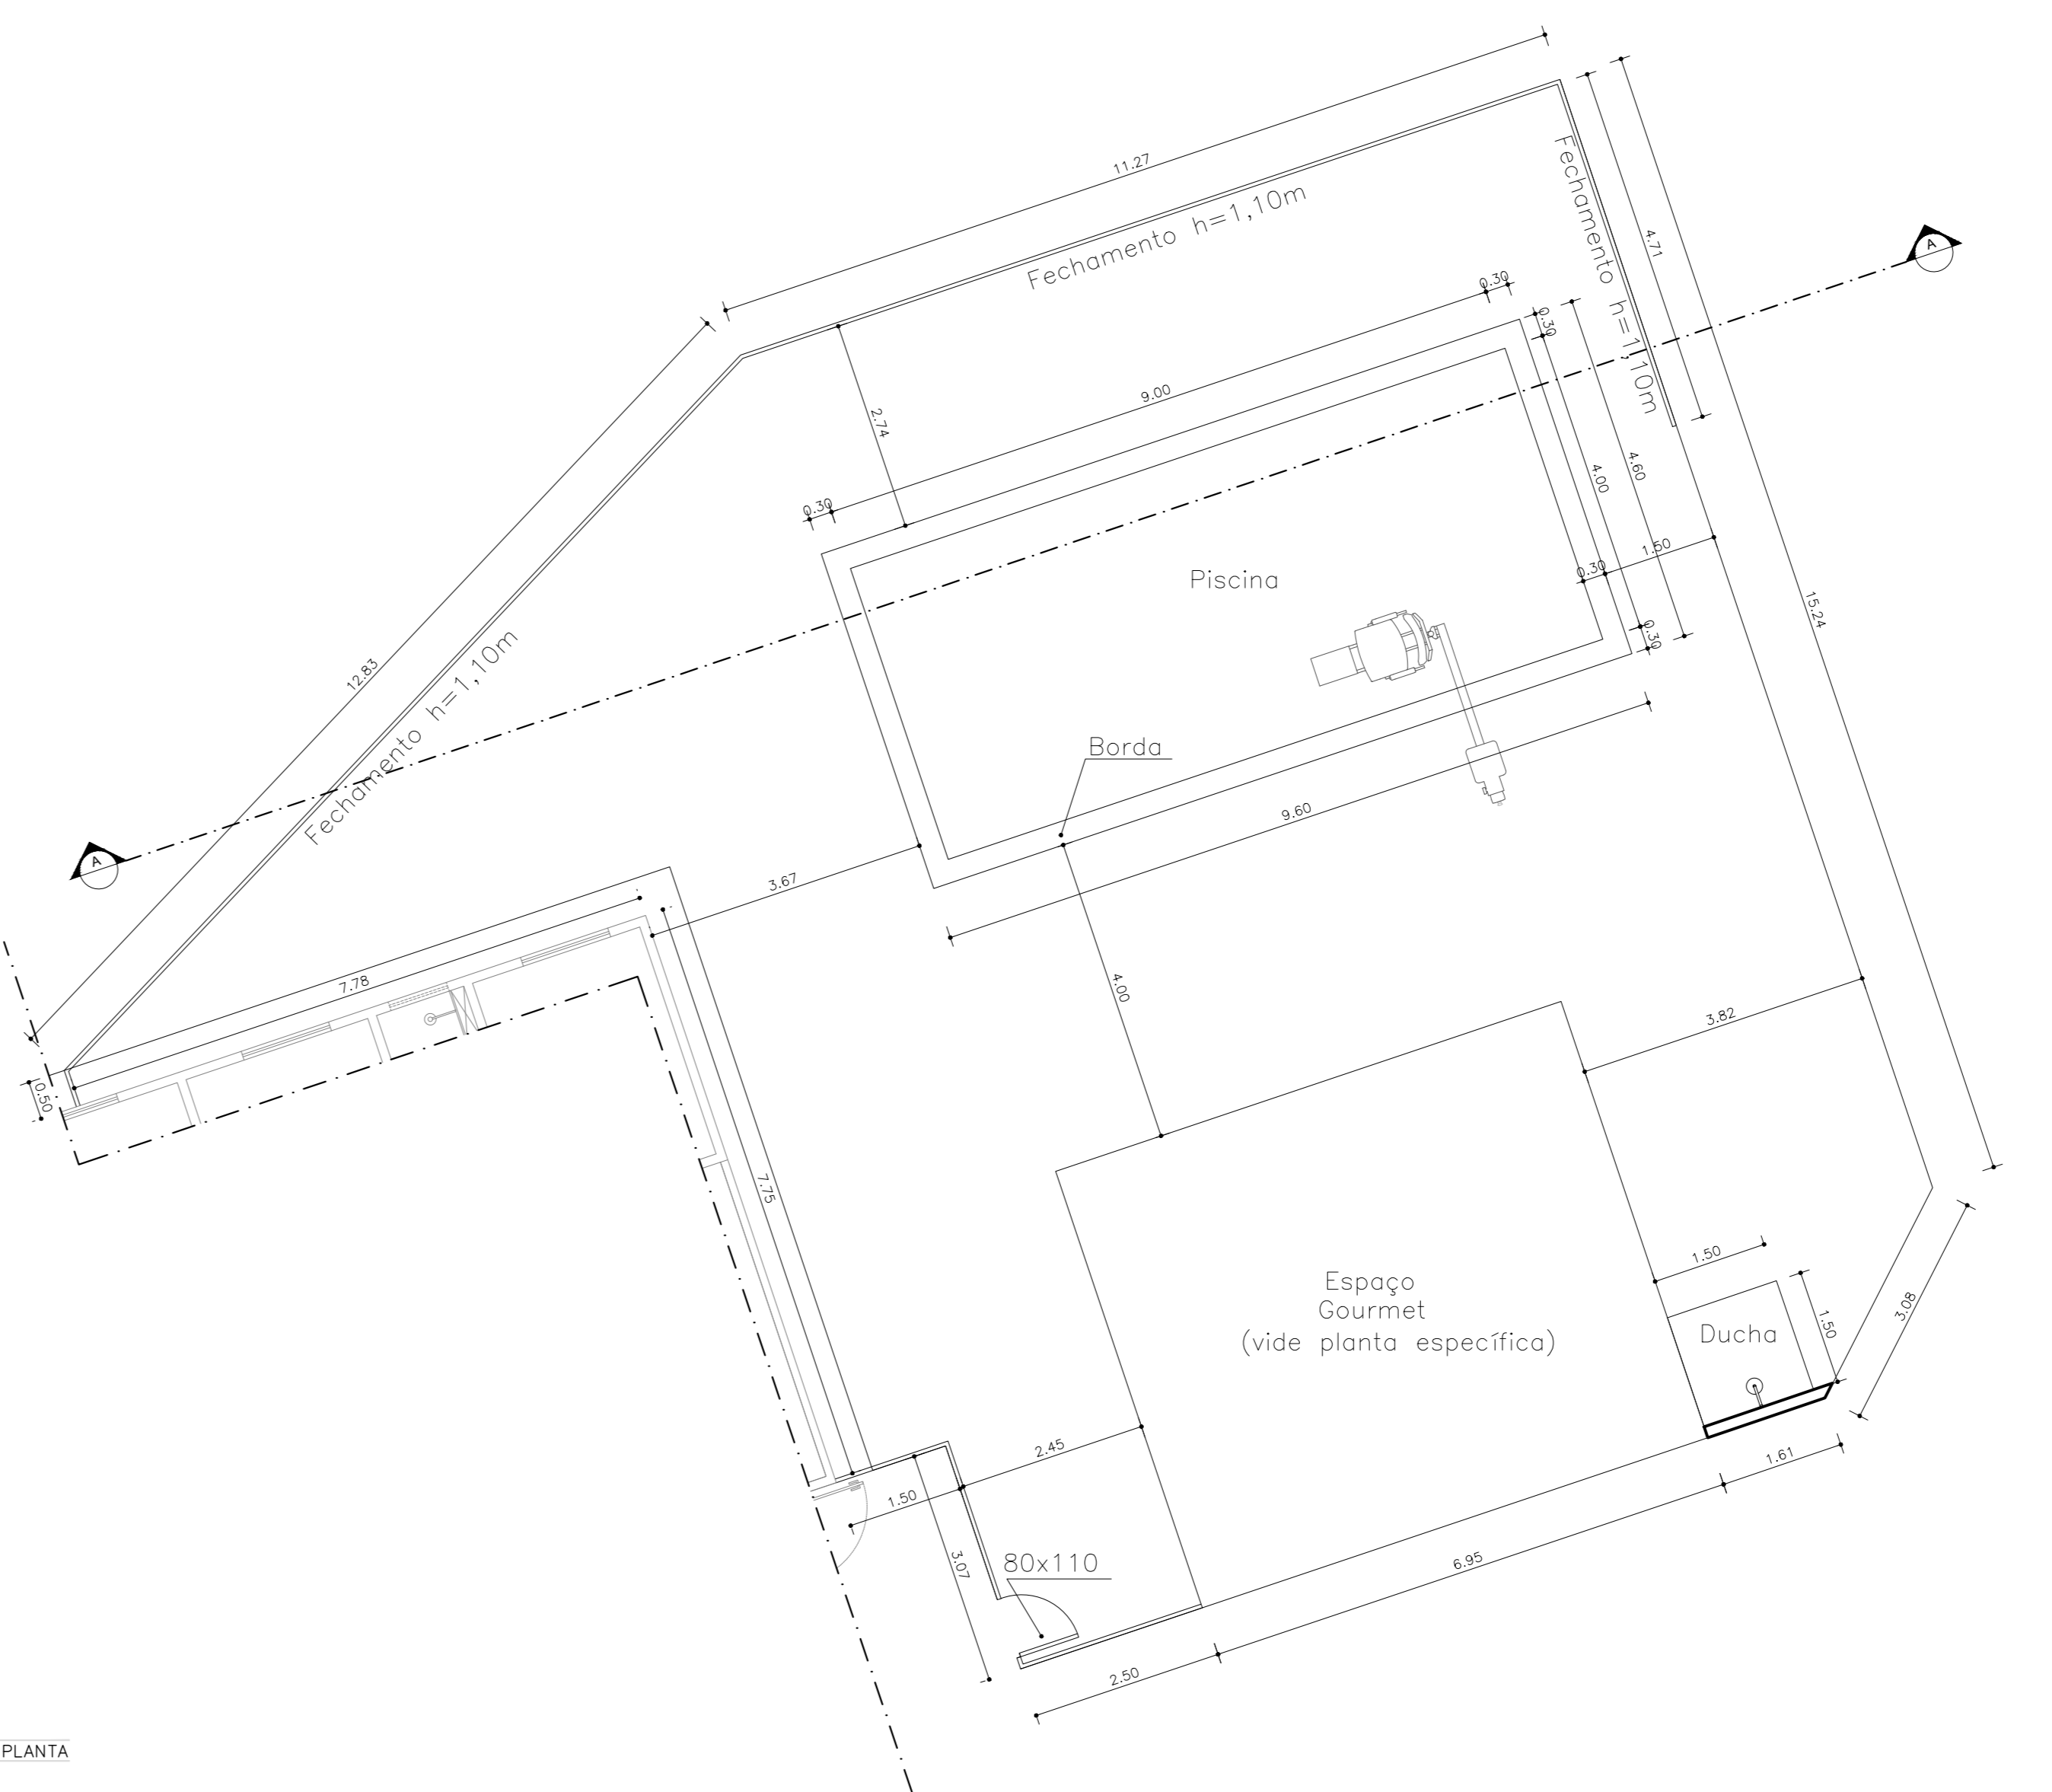 11.27
Fechamento h=1,10m
Fechamento h=1,10m
4.71
A
0.30
0.30
9.00
2.74
4.60
4.00
0.30
1.50
0.30
Piscina
15.24
0.30
12.83
Fechamento h=1,10m
Borda
9.60
A
3.67
7.78
4.00
3.82
0.50
7.75
1.50
Espaço
Gourmet
(vide planta específica)
Ducha
1.50
3.08
2.45
1.61
1.50
3.07
80x110
6.95
2.50
PLANTA